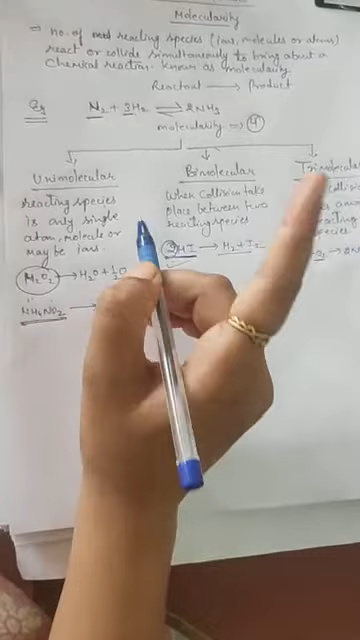 Molecularity
⇒ no. of reacting species (ions, molecules or atoms)
react or collide simultaneously to bring about a
Chemical reaction known as molecularity.
Reactant ⟶ Product
Eg N₂ + 3H₂ ⇌ 2NH₃
molecularity ⇒ 4
Unimolecular
reacting species
is only single
atom, molecule or
may be ions.
H₂O₂ → H₂O + ½O
NH₄NO₂ →
Bimolecular
When Collision take
place between two
reacting species
2HI ⟶ H₂ + I₂
Trimolecular